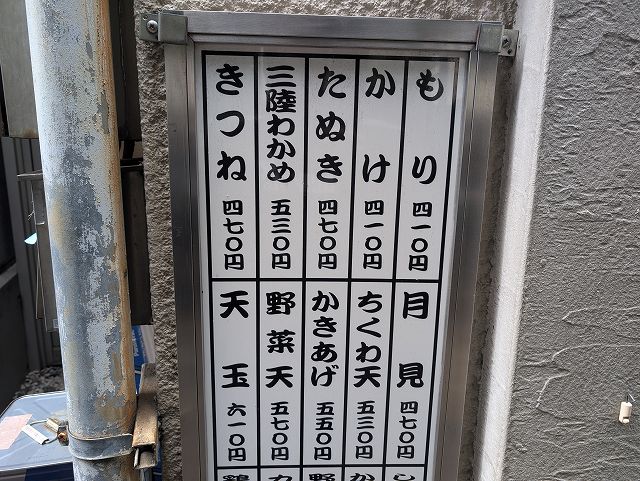 もり 四一〇円
かけ 四一〇円
たぬき 四七〇円
三陸わかめ 五三〇円
きつね 四七〇円
月見 四七〇円
ちくわ天 五三〇円
かきあげ 五五〇円
野菜天 五七〇円
天玉 六一〇円